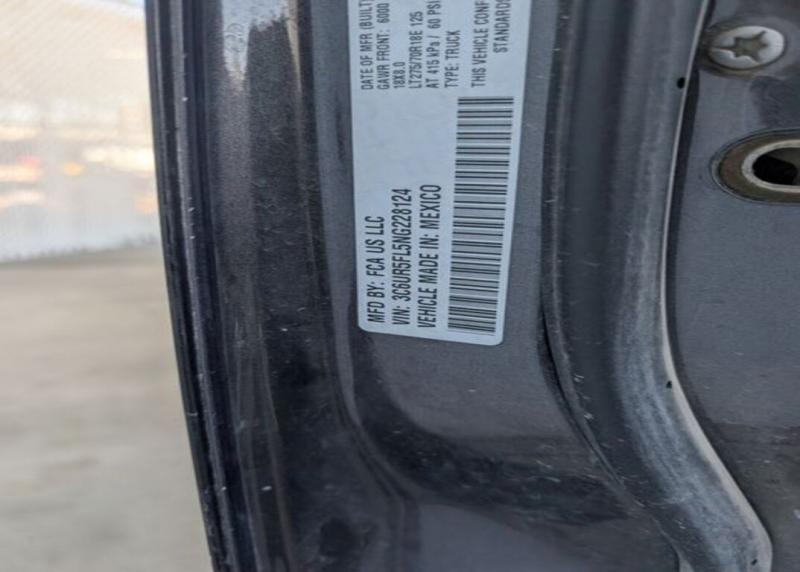 MFD BY: FCA US LLC
DATE OF MFR (BUILT
VIN: 3C6UR5FL5NG228124
GAWR FRONT: 6000
VEHICLE MADE IN: MEXICO
18X8.0
LT275/70R18E 125
AT 415 kPa / 60 PSI
TYPE: TRUCK
THIS VEHICLE CONF
STANDARDS